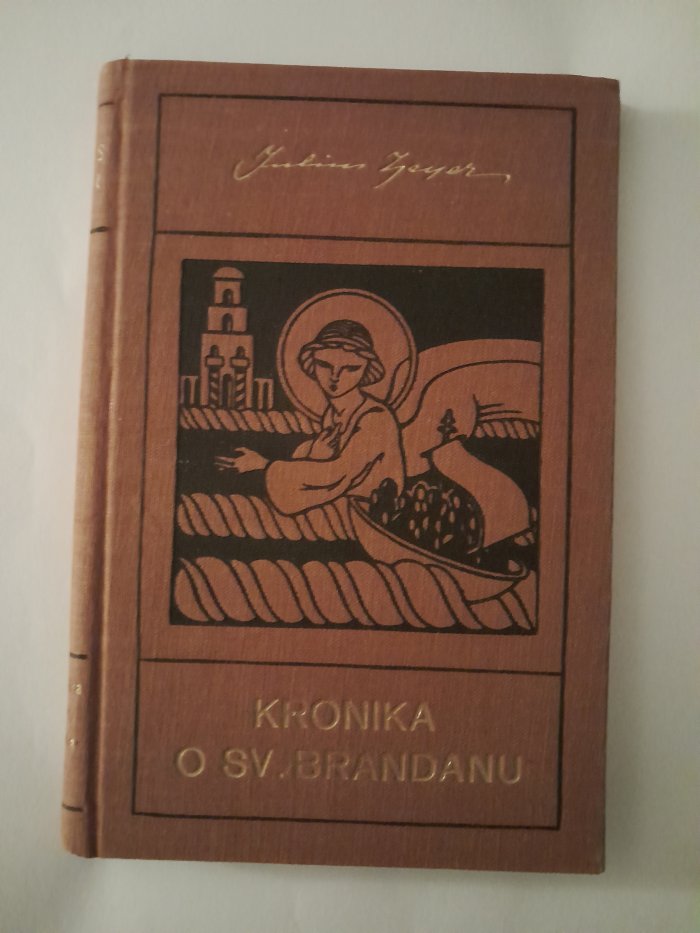 Julius Zeyer
KRONIKA
O SV. BRANDANU